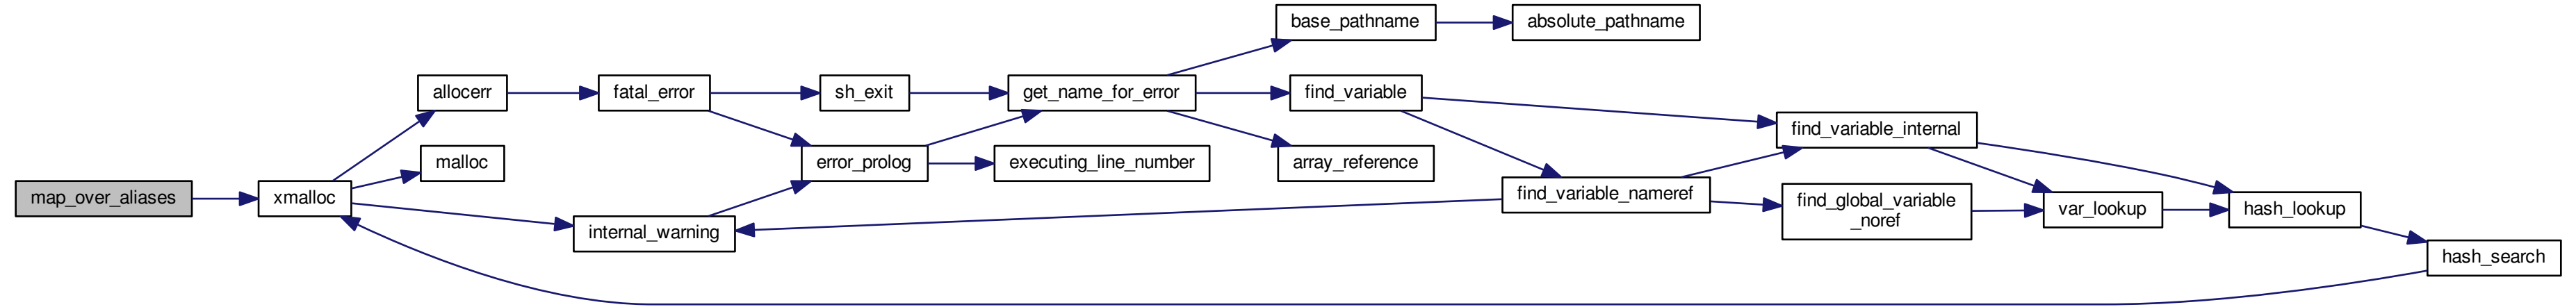 base_pathname
absolute_pathname
allocerr
fatal_error
sh_exit
get_name_for_error
find_variable
find_variable_internal
malloc
error_prolog
executing_line_number
array_reference
map_over_aliases
xmalloc
find_variable_nameref
find_global_variable
_noref
var_lookup
hash_lookup
internal_warning
hash_search